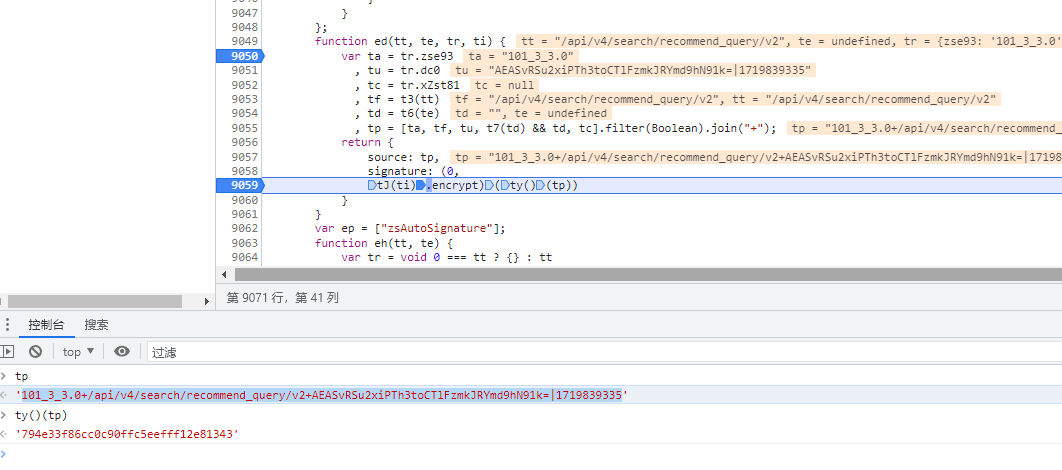 9047 }
9048 };
9049 function ed(tt, te, tr, ti) { tt = "/api/v4/search/recommend_query/v2", te = undefined, tr = {zse93: '101_3_3.0'
9050 var ta = tr.zse93 ta = "101_3_3.0"
9051 , tu = tr.dc0 tu = "AEASvRSu2xiPTh3toCTlFzmkJRYmd9hN91k=|1719839335"
9052 , tc = tr.xZst81 tc = null
9053 , tf = t3(tt) tf = "/api/v4/search/recommend_query/v2", tt = "/api/v4/search/recommend_query/v2"
9054 , td = t6(te) td = "", te = undefined
9055 , tp = [ta, tf, tu, t7(td) && td, tc].filter(Boolean).join("+"); tp = "101_3_3.0+/api/v4/search/recomm
9056 return {
9057 source: tp, tp = "101_3_3.0+/api/v4/search/recommend_query/v2+AEASvRSu2xiPTh3toCTlFzmkJRYmd9hN91k=|17198
9058 signature: (0,
9059 tJ(ti).encrypt)(ty()(tp))
9060 }
9061 }
9062 var ep = ["zsAutoSignature"];
9063 function eh(tt, te) {
9064 var tr = void 0 === tt ? {} : tt
第 9071 行，第 41 列
控制台 搜索
top ▼ 过滤
tp
'101_3_3.0+/api/v4/search/recommend_query/v2+AEASvRSu2xiPTh3toCTlFzmkJRYmd9hN91k=|1719839335'
ty()(tp)
'794e33f86cc0c90ffc5eefff12e81343'